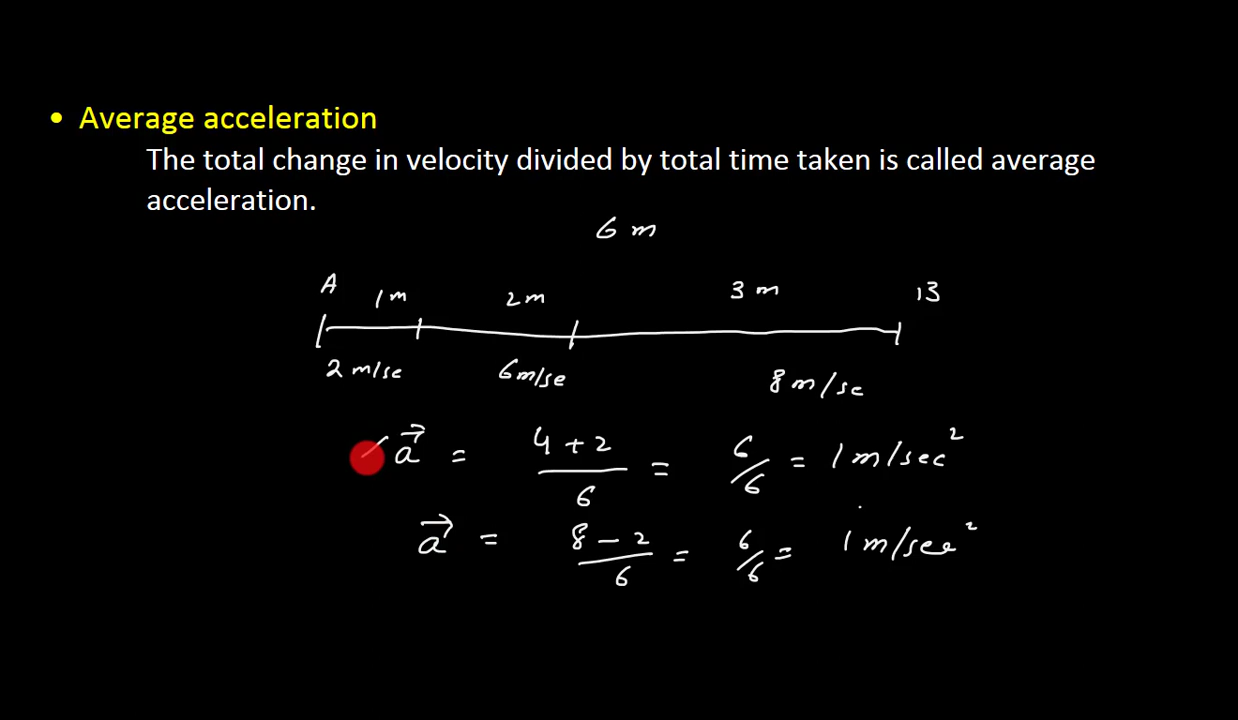 • Average acceleration
The total change in velocity divided by total time taken is called average
acceleration.
6 m
A 1m 2m 3 m B
2 m/se 6m/se 8 m/se
a⃗ = 4 + 2 / 6 = 6/6 = 1 m/sec²
a⃗ = 8 - 2 / 6 = 6/6 = 1 m/sec²